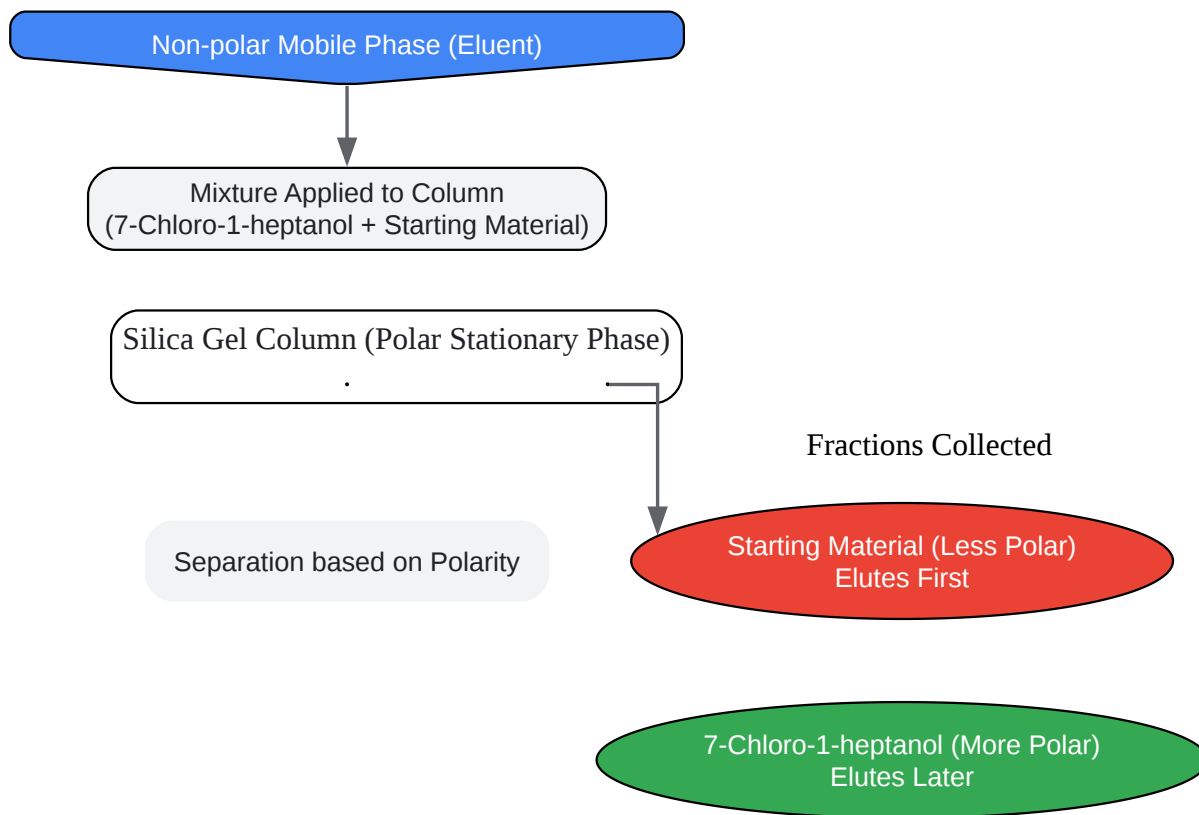 Non-polar Mobile Phase (Eluent)
Mixture Applied to Column
(7-Chloro-1-heptanol + Starting Material)
Silica Gel Column (Polar Stationary Phase)
Fractions Collected
Separation based on Polarity
Starting Material (Less Polar)
Elutes First
7-Chloro-1-heptanol (More Polar)
Elutes Later